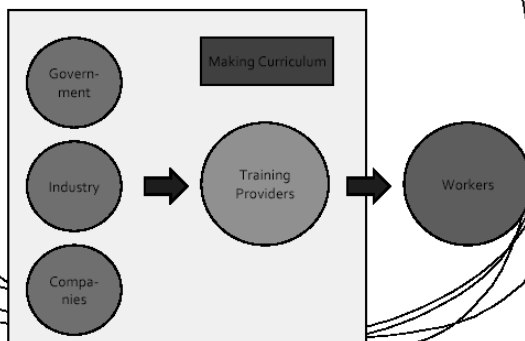 Making Curriculum
Govern-
ment
Industry
Training
Providers
Workers
Compa-
nies